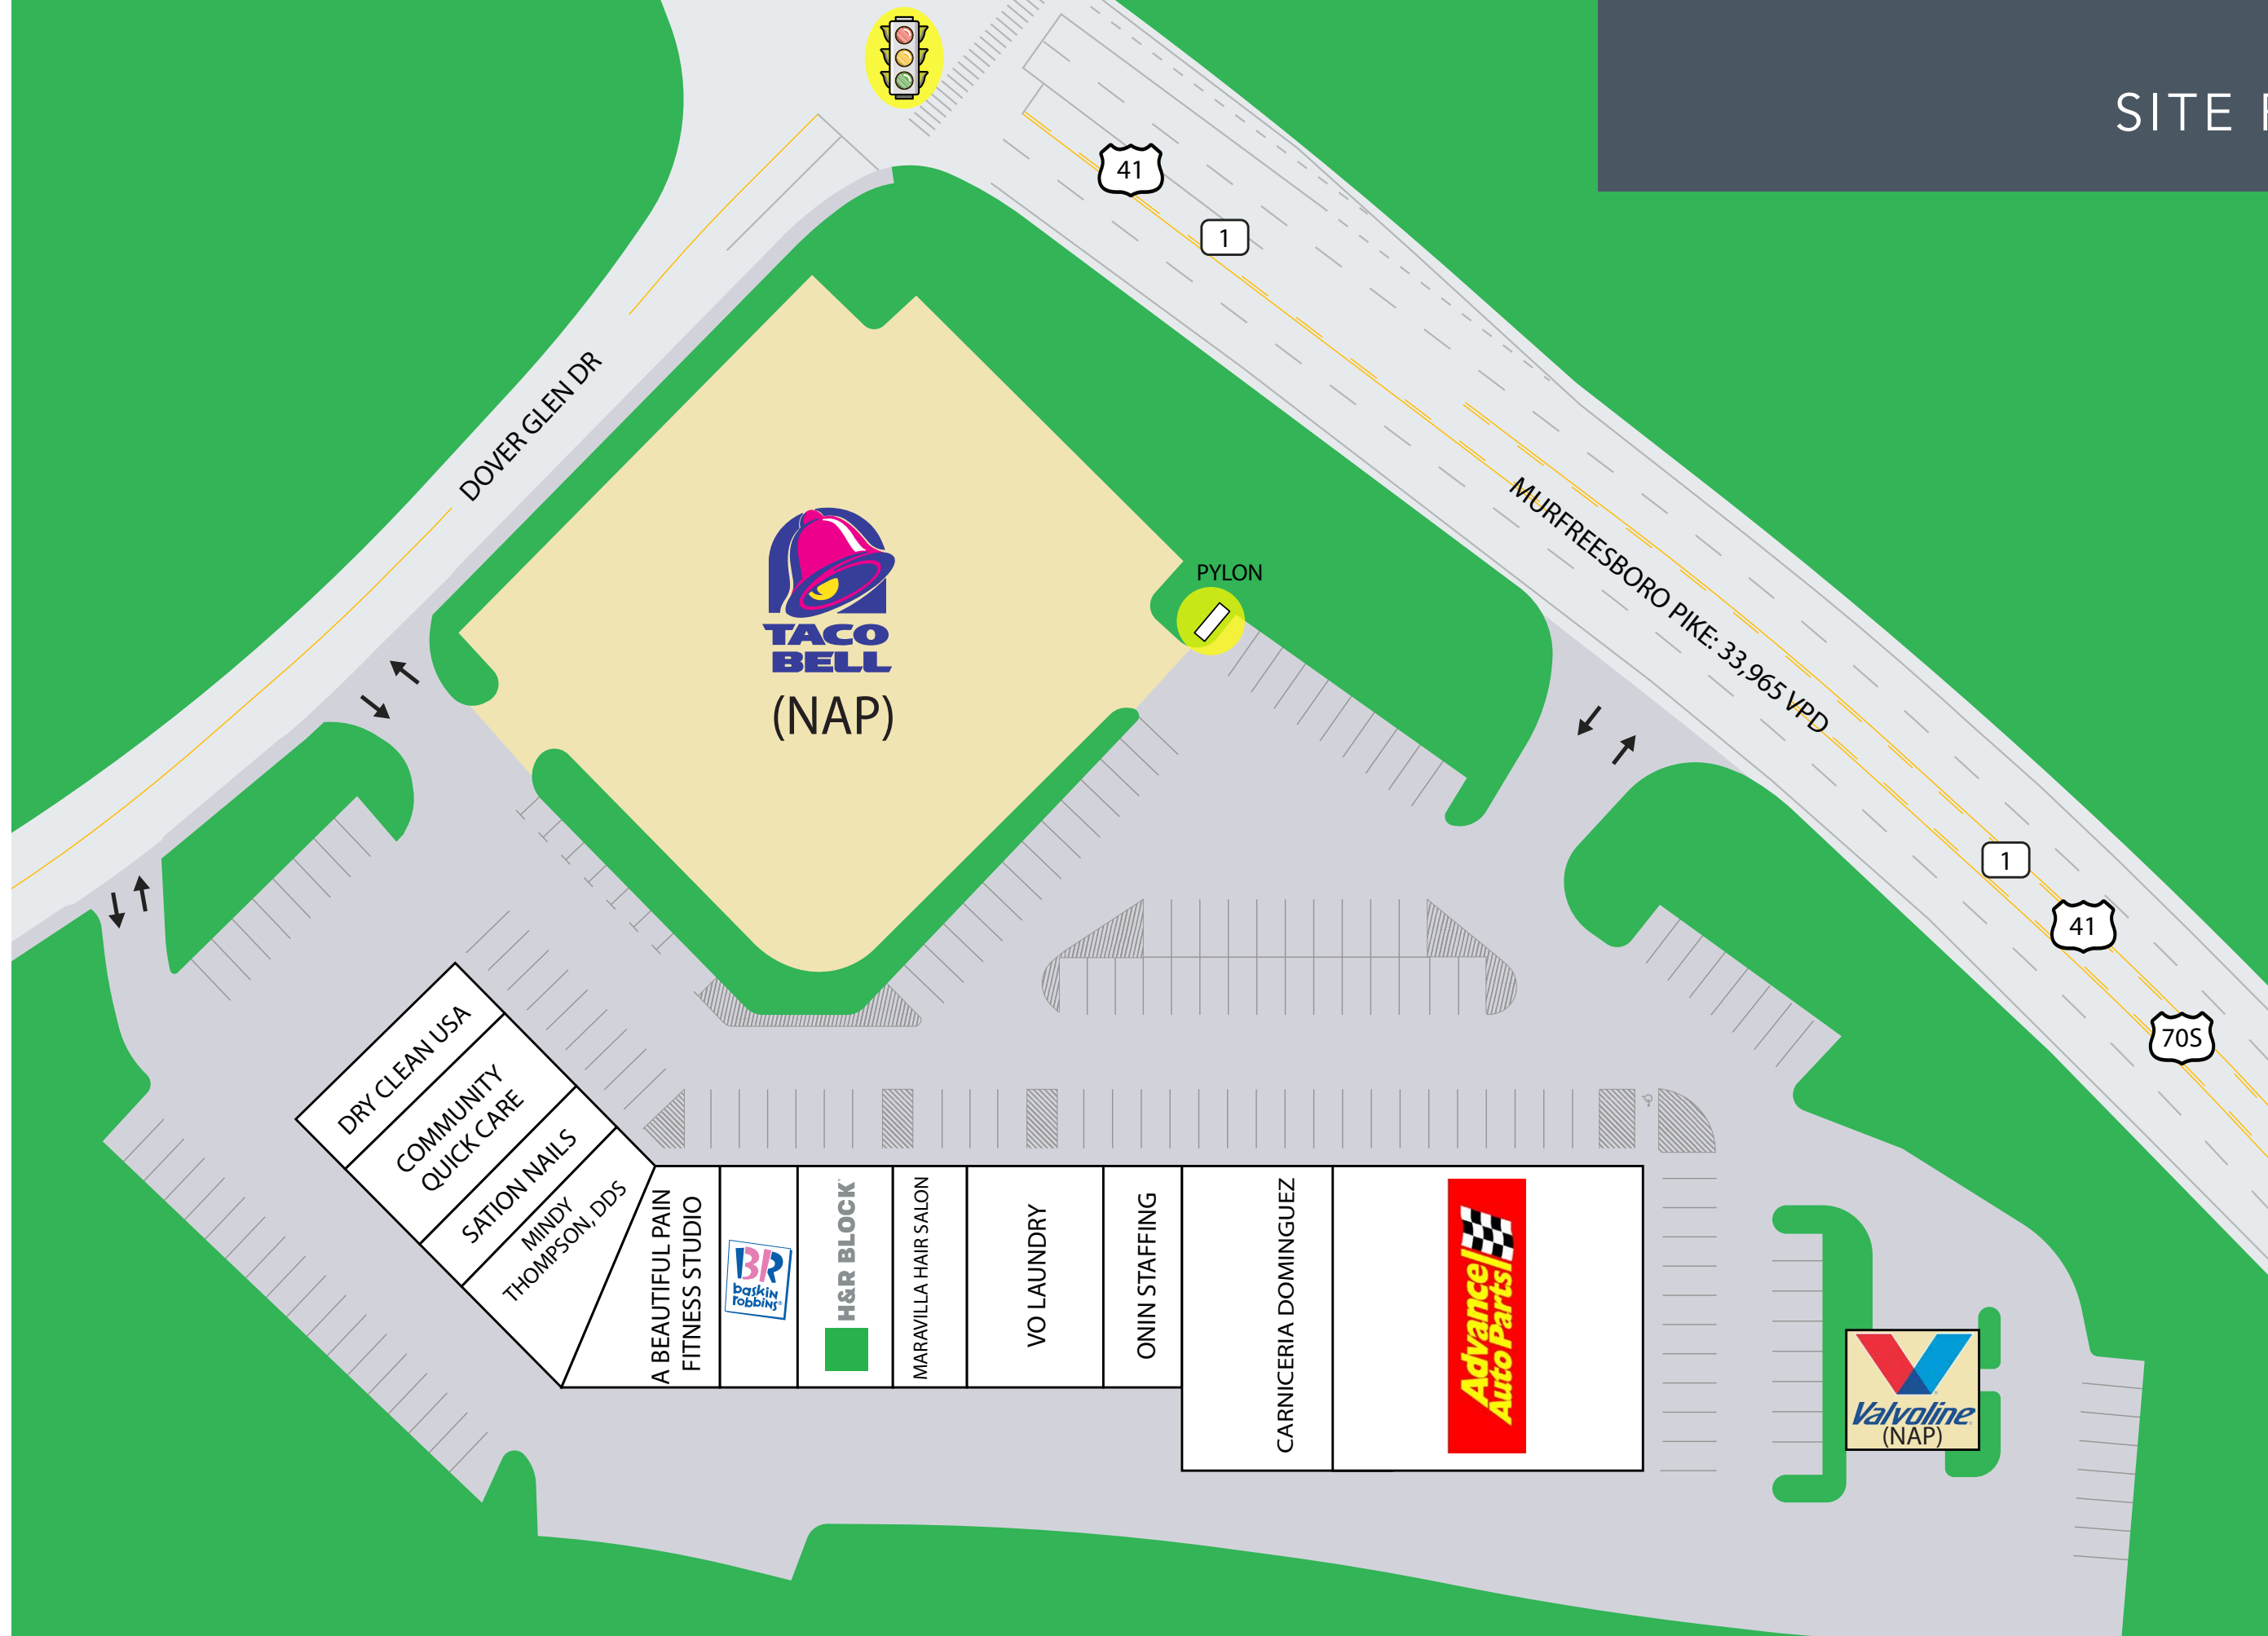 SITE
41
1
DOVER GLEN DR
MURFREESBORO PIKE: 33,965 VPD
PYLON
TACO
BELL
(NAP)
1
41
70S
DRY CLEAN USA
COMMUNITY
QUICK CARE
SATION NAILS
MINDY
THOMPSON, DDS
A BEAUTIFUL PAIN
FITNESS STUDIO
BR
baskin
robbins®
H&R BLOCK
MARAVILLA HAIR SALON
VO LAUNDRY
ONIN STAFFING
CARNICERIA DOMINGUEZ
Advance
Auto Parts
Valvoline
(NAP)